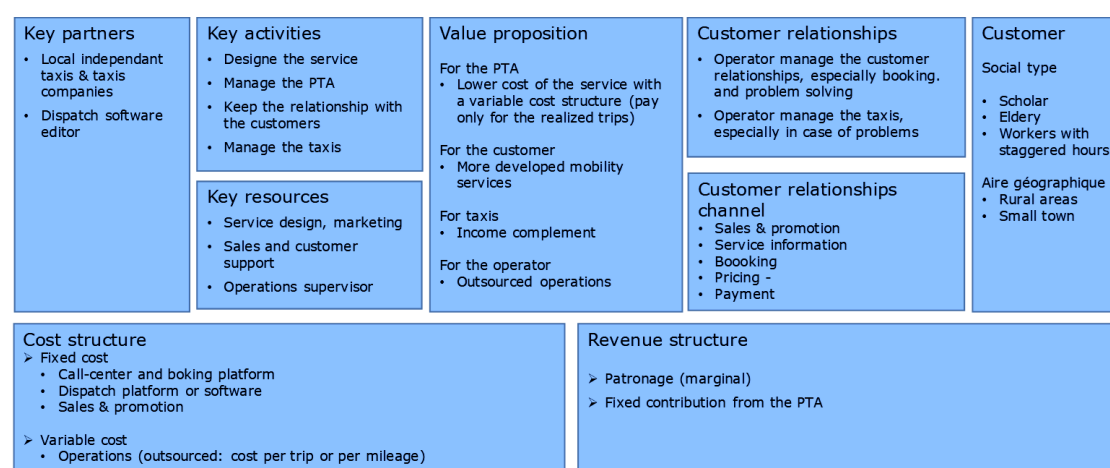 Key partners
• Local independant
taxis & taxis
companies
• Dispatch software
editor
Key activities
• Designe the service
• Manage the PTA
• Keep the relationship with
the customers
• Manage the taxis
Key resources
• Service design, marketing
• Sales and customer
support
• Operations supervisor
Value proposition
For the PTA
• Lower cost of the service with
a variable cost structure (pay
only for the realized trips)
For the customer
• More developed mobility
services
For taxis
• Income complement
For the operator
• Outsourced operations
Customer relationships
• Operator manage the customer
relationships, especially booking.
and problem solving
• Operator manage the taxis,
especially in case of problems
Customer relationships
channel
• Sales & promotion
• Service information
• Boooking
• Pricing -
• Payment
Customer
Social type
• Scholar
• Eldery
• Workers with
staggered hours
Aire géographique
• Rural areas
• Small town
Cost structure
➢ Fixed cost
• Call-center and boking platform
• Dispatch platform or software
• Sales & promotion
➢ Variable cost
• Operations (outsourced: cost per trip or per mileage)
Revenue structure
➢ Patronage (marginal)
➢ Fixed contribution from the PTA